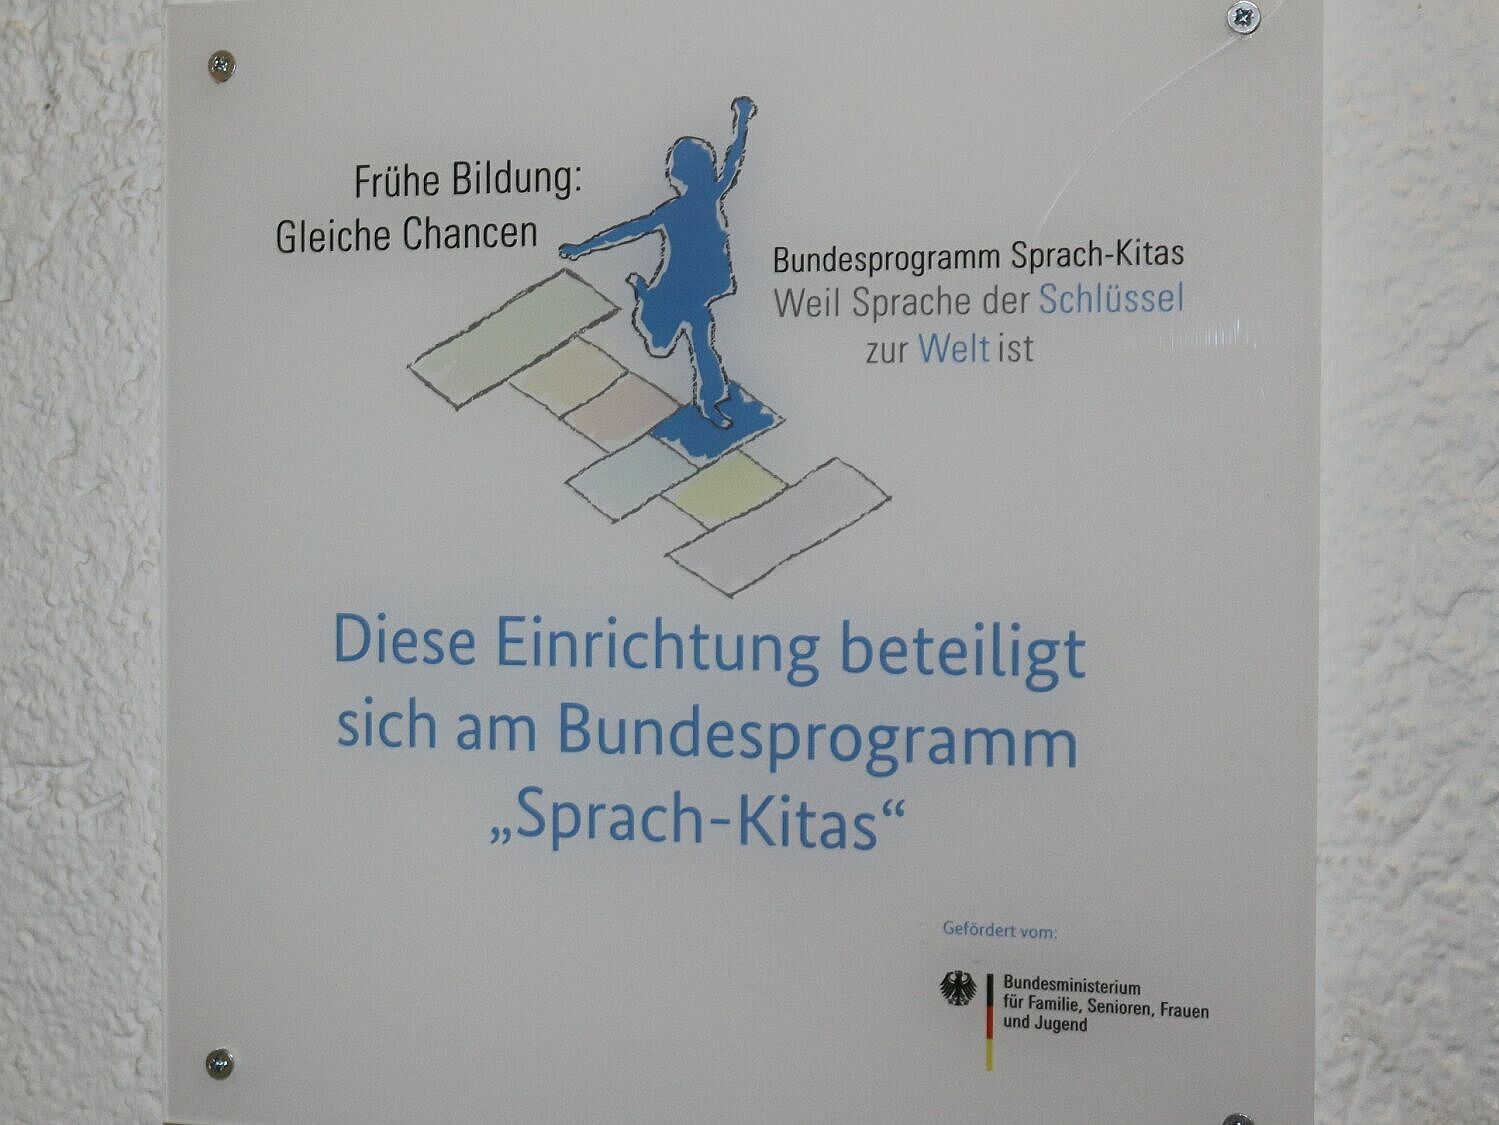 Frühe Bildung:
Gleiche Chancen
Bundesprogramm Sprach-Kitas
Weil Sprache der Schlüssel
zur Welt ist
Diese Einrichtung beteiligt
sich am Bundesprogramm
„Sprach-Kitas“
Gefördert vom:
Bundesministerium
für Familie, Senioren, Frauen
und Jugend